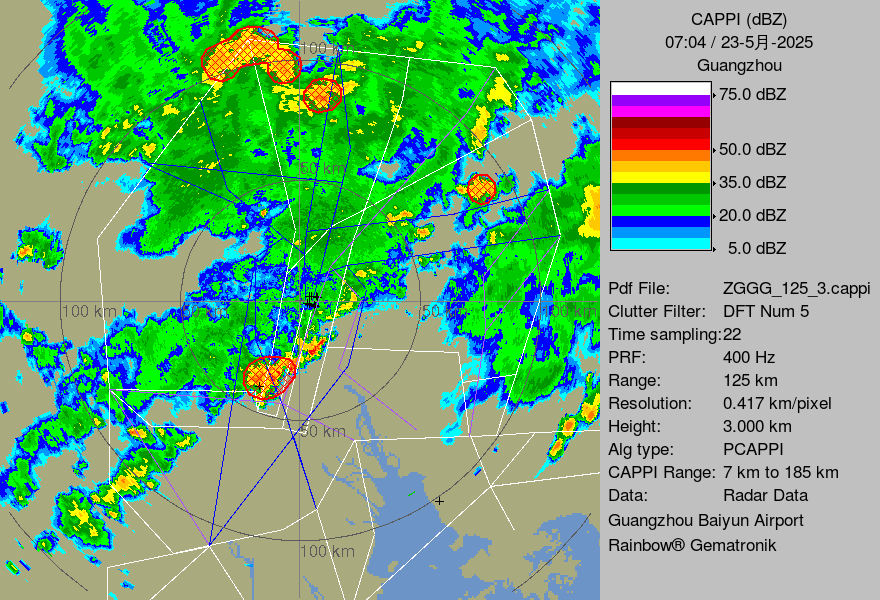 CAPPI (dBZ)
07:04 / 23-5月-2025
Guangzhou
75.0 dBZ
50.0 dBZ
35.0 dBZ
20.0 dBZ
5.0 dBZ
Pdf File: ZGGG_125_3.cappi
Clutter Filter: DFT Num 5
Time sampling:22
PRF: 400 Hz
Range: 125 km
Resolution: 0.417 km/pixel
Height: 3.000 km
Alg type: PCAPPI
CAPPI Range: 7 km to 185 km
Data: Radar Data
Guangzhou Baiyun Airport
Rainbow® Gematronik
100 km
50 km
100 km
50 km
50 km
100 km
50 km
100 km